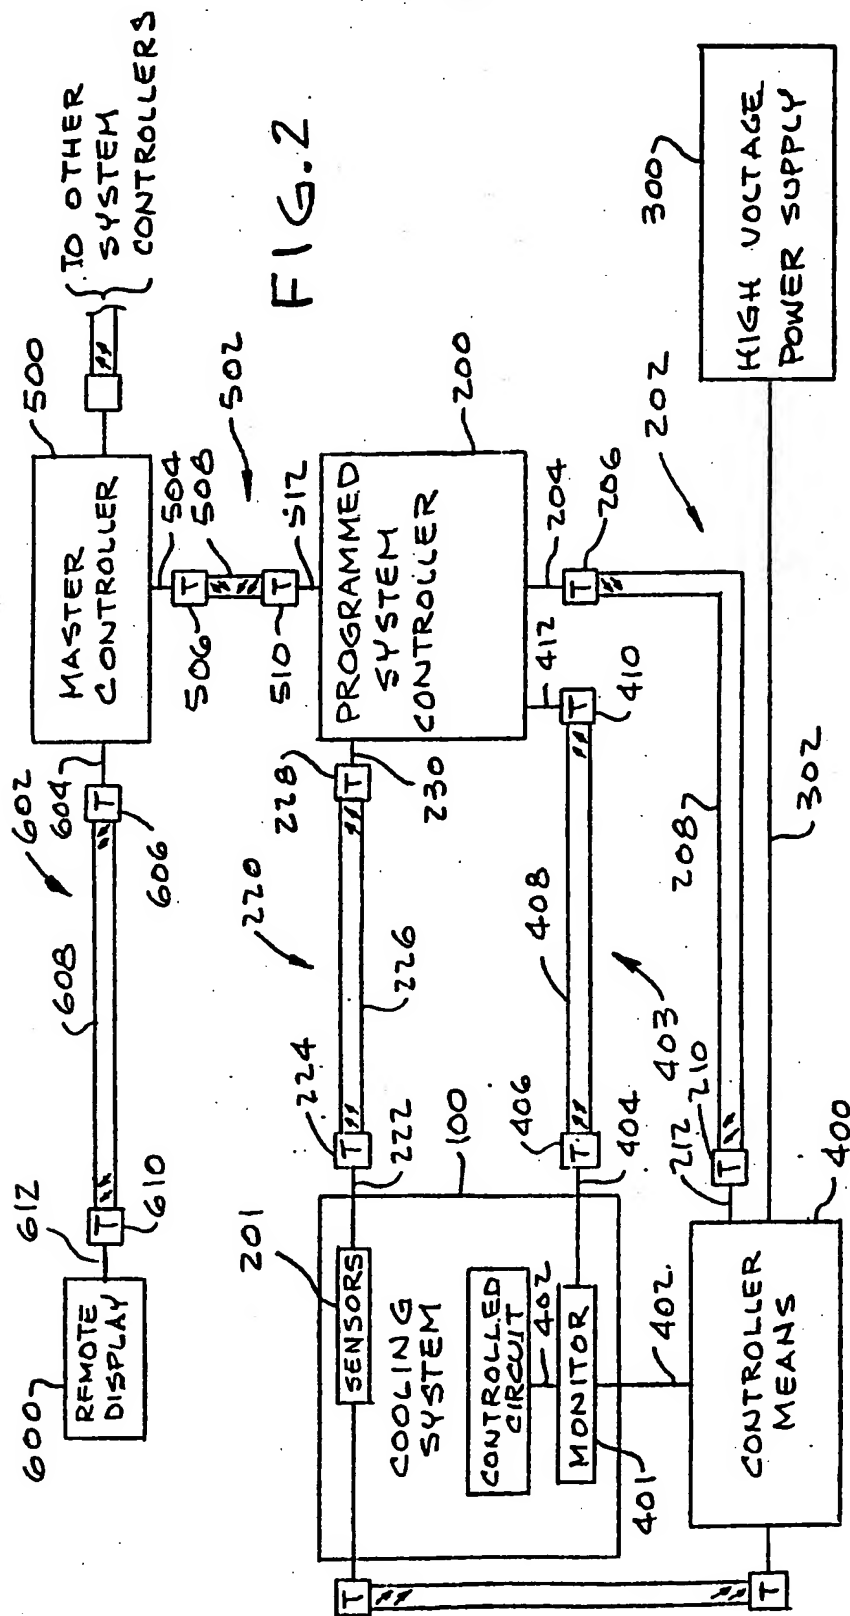 TO OTHER
SYSTEM
CONTROLLERS
FIG. 2
500
MASTER
CONTROLLER
504
508
502
506
T
T
510
512
604
602
606
T
608
T
610
612
600
REMOTE
DISPLAY
200
PROGRAMMED
SYSTEM
CONTROLLER
228
T
230
220
226
224
T
222
204
206
T
412
T
410
408
403
406
T
404
100
201
SENSORS
COOLING
SYSTEM
CONTROLLED
CIRCUIT
402
MONITOR
401
402
202
208
210
T
212
400
CONTROLLER
MEANS
302
300
HIGH VOLTAGE
POWER SUPPLY
T
T